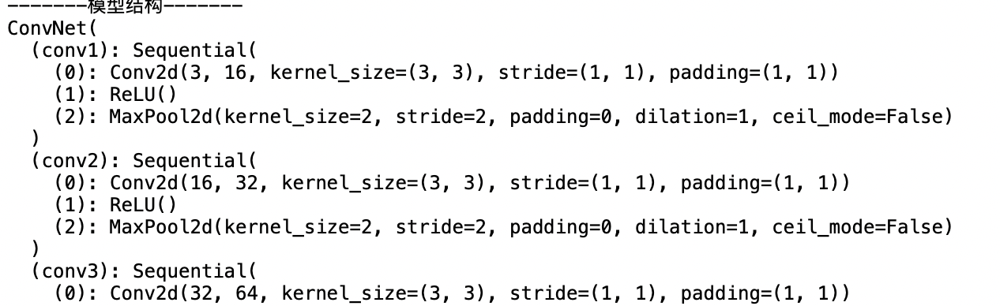 -------模型结构-------
ConvNet(
  (conv1): Sequential(
    (0): Conv2d(3, 16, kernel_size=(3, 3), stride=(1, 1), padding=(1, 1))
    (1): ReLU()
    (2): MaxPool2d(kernel_size=2, stride=2, padding=0, dilation=1, ceil_mode=False)
  )
  (conv2): Sequential(
    (0): Conv2d(16, 32, kernel_size=(3, 3), stride=(1, 1), padding=(1, 1))
    (1): ReLU()
    (2): MaxPool2d(kernel_size=2, stride=2, padding=0, dilation=1, ceil_mode=False)
  )
  (conv3): Sequential(
    (0): Conv2d(32, 64, kernel_size=(3, 3), stride=(1, 1), padding=(1, 1))